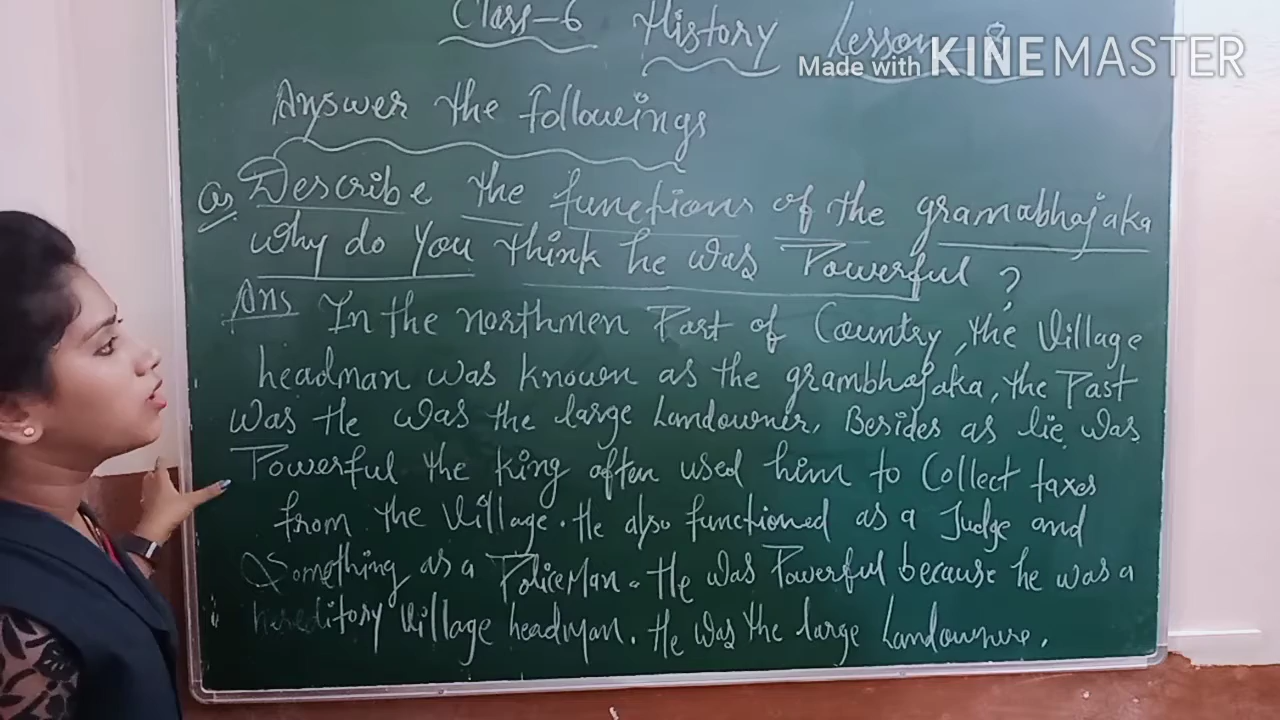 Class-6 History Lesson-8
Made with KINEMASTER
Answer the followings
Q Describe the functions of the gramabhojaka
why do you think he was Powerful ?
Ans In the northmen Part of Country, the Village
headman was known as the grambhojaka, the Past
was the He was the large Landowner. Besides as lie was
Powerful the King often used him to Collect taxes
from the Village. He also functioned as a Judge and
Something as a PoliceMan. He was Powerful because he was a
hereditory Village headman. He was the large Landownire.